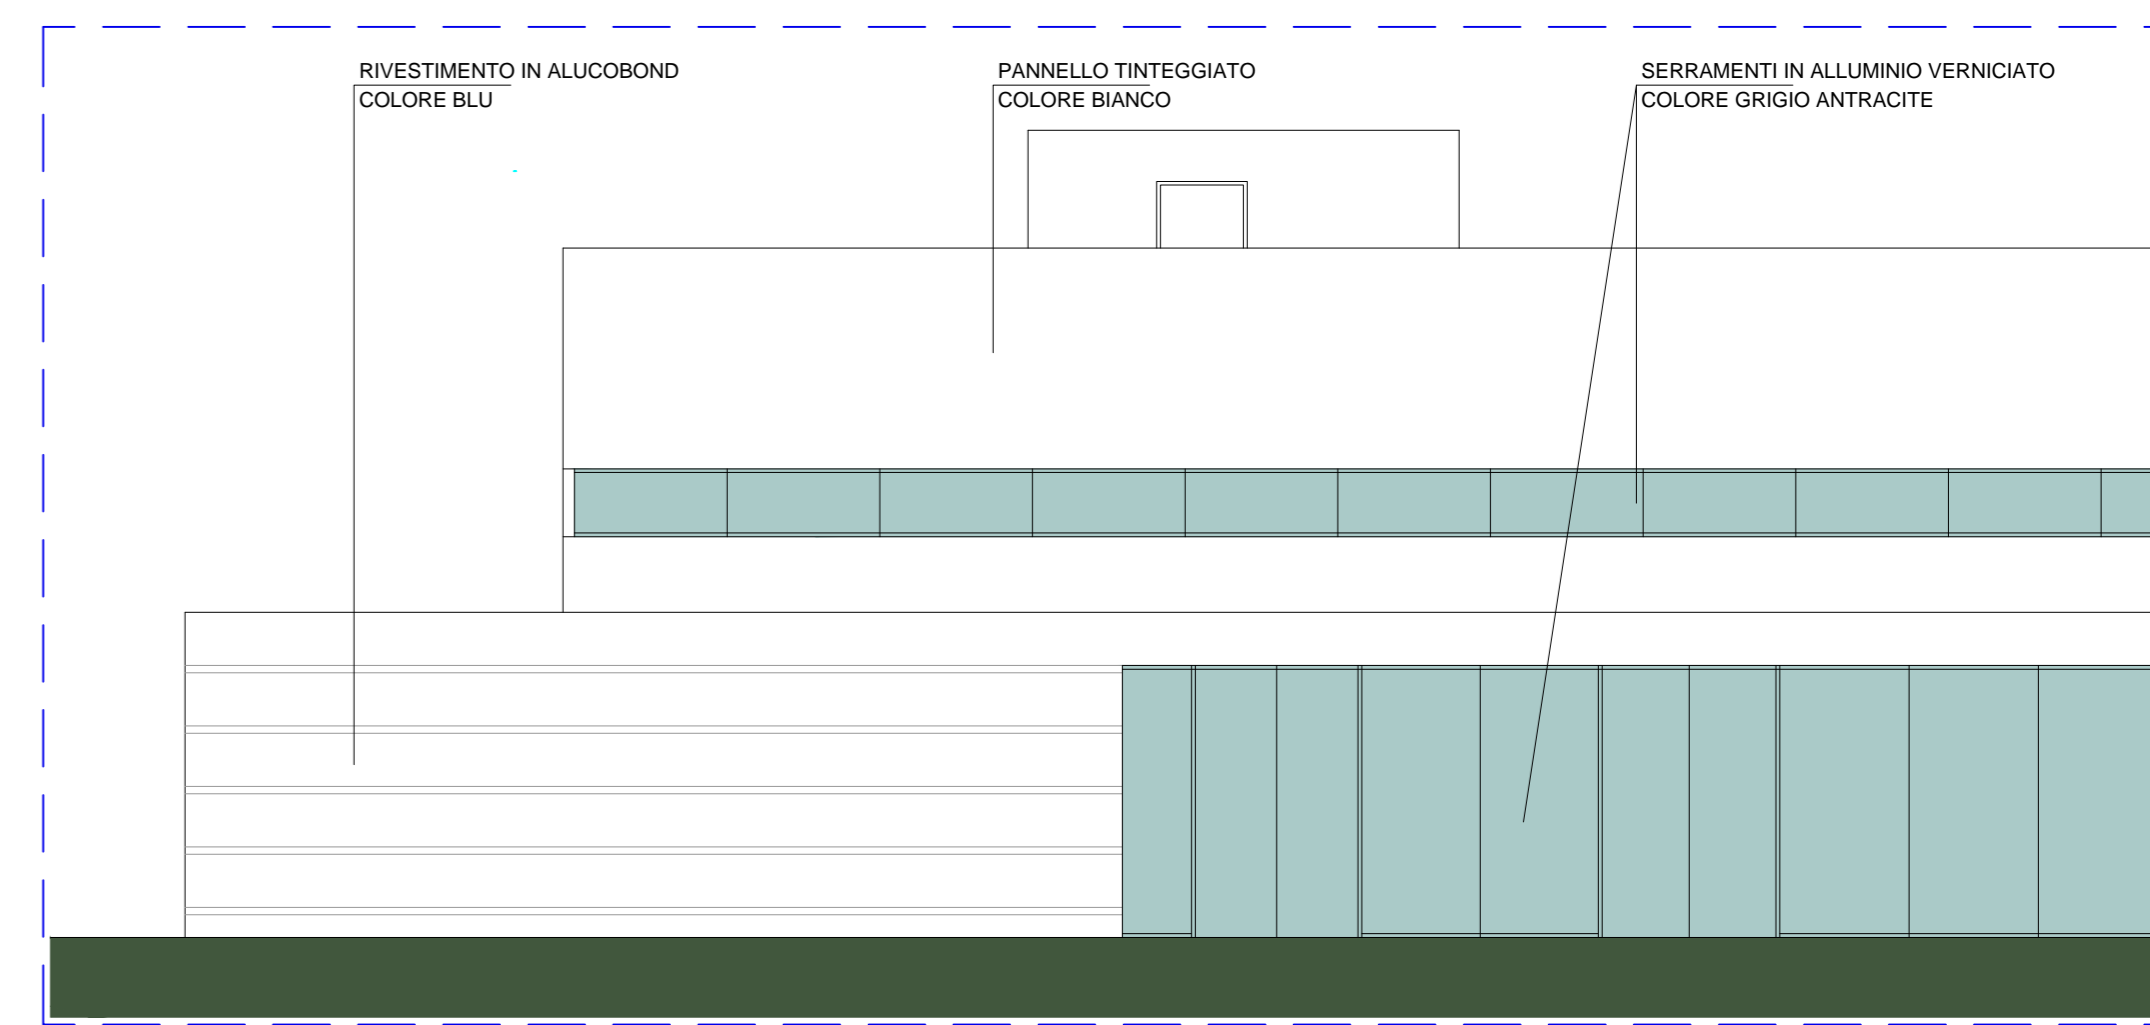 RIVESTIMENTO IN ALUCOBOND
COLORE BLU
PANNELLO TINTEGGIATO
COLORE BIANCO
SERRAMENTI IN ALLUMINIO VERNICIATO
COLORE GRIGIO ANTRACITE